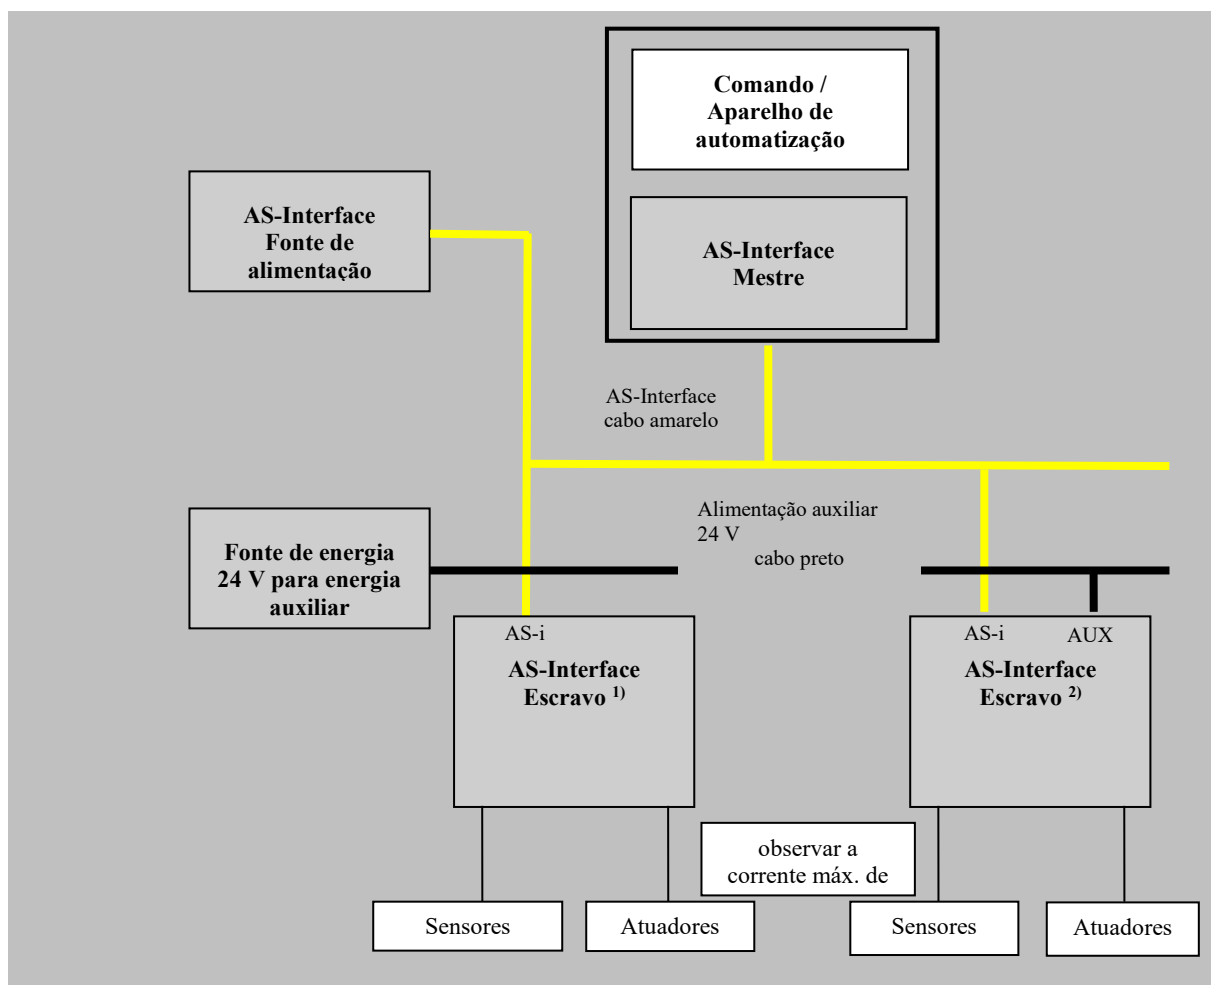 Comando /
Aparelho de
automatização
AS-Interface
Fonte de
alimentação
AS-Interface
Mestre
AS-Interface
cabo amarelo
Alimentação auxiliar
24 V
cabo preto
Fonte de energia
24 V para energia
auxiliar
AS-i
AS-Interface
Escravo 1)
AS-i AUX
AS-Interface
Escravo 2)
observar a
corrente máx. de
Sensores
Atuadores
Sensores
Atuadores